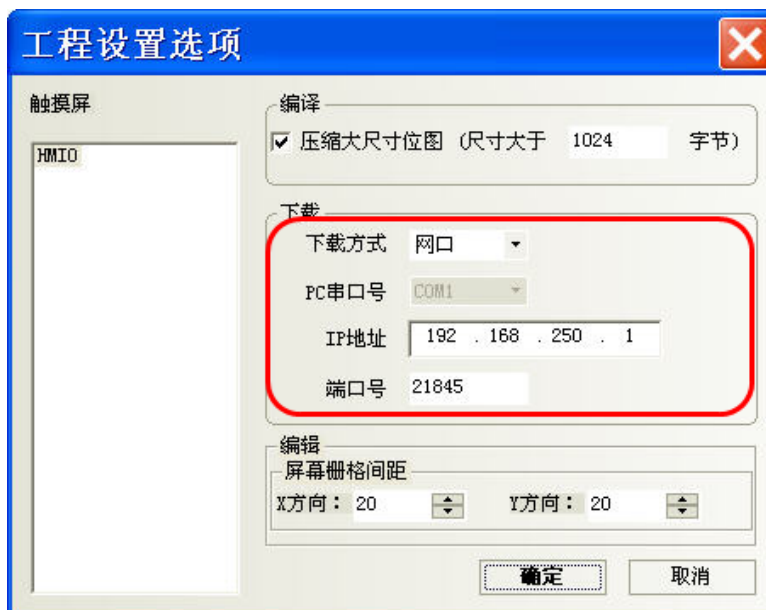 工程设置选项
触摸屏
HMI0
编译
压缩大尺寸位图 (尺寸大于 1024 字节)
下载
下载方式 网口
PC串口号 COM1
IP地址 192 . 168 . 250 . 1
端口号 21845
编辑
屏幕栅格间距
X方向： 20 Y方向： 20
确定 取消